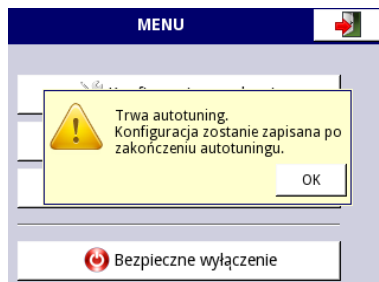 MENU
Trwa autotuning.
Konfiguracja zostanie zapisana po
zakończeniu autotuningu.
OK
Bezpieczne wyłączenie